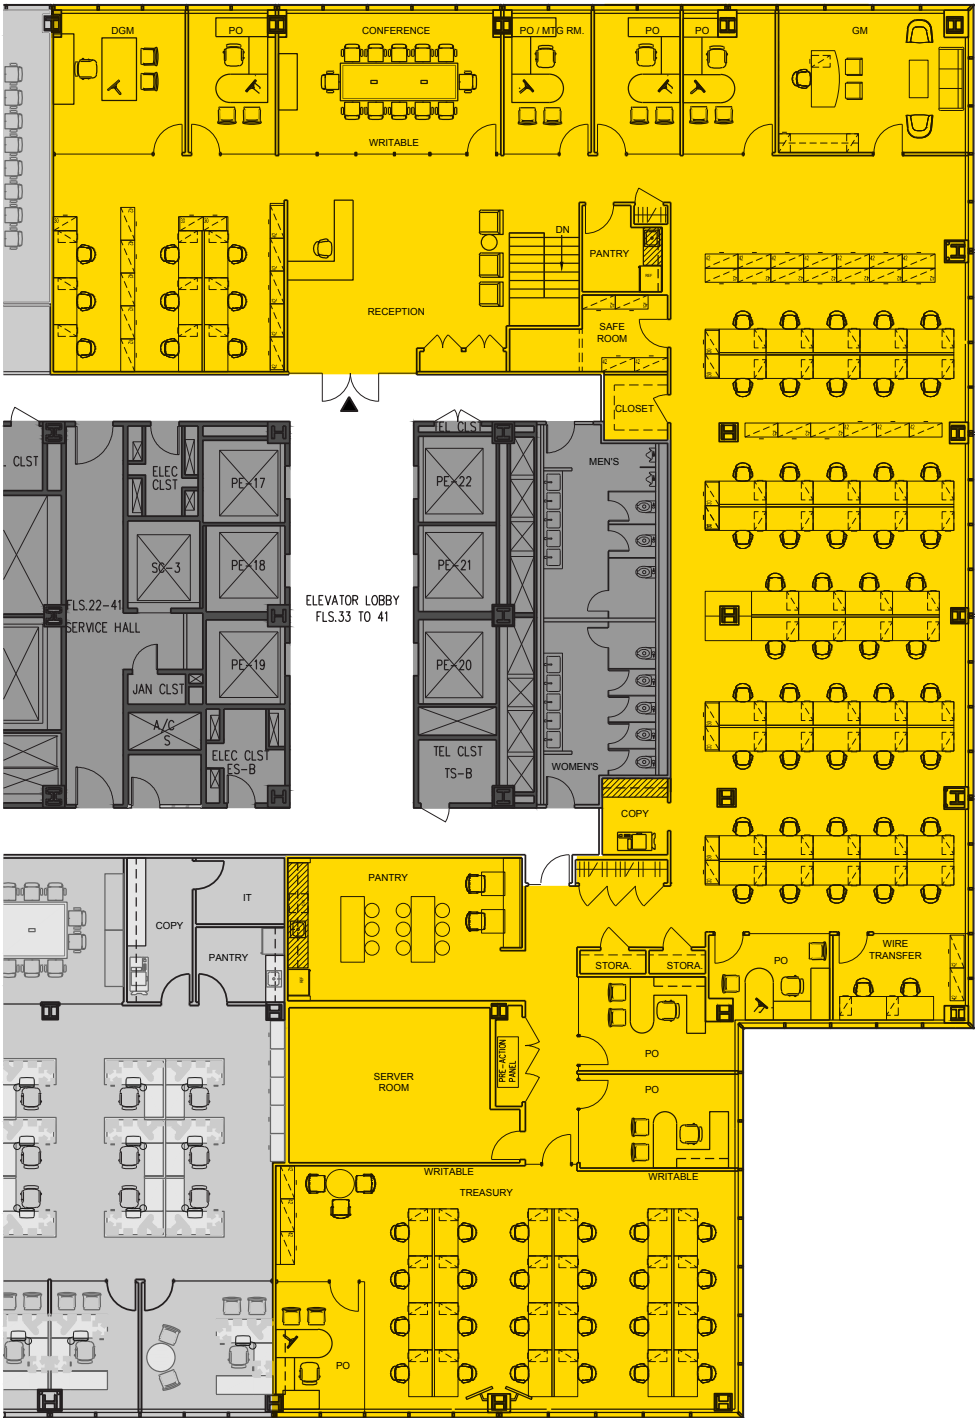 DGM
PO
CONFERENCE
PO / MTG RM.
PO
PO
GM
WRITABLE
DN
PANTRY
REF
RECEPTION
SAFE
ROOM
CLOSET
TEL CLST
L CLST
ELEC
CLST
PE-17
PE-22
MEN'S
SC-3
PE-18
PE-21
ELEVATOR LOBBY
FLS.33 TO 41
FLS.22-41
SERVICE HALL
PE-19
PE-20
JAN CLST
A/C
S
ELEC CLST
ES-B
TEL CLST
TS-B
WOMEN'S
COPY
PANTRY
IT
COPY
PANTRY
STORA.
STORA.
PO
WIRE
TRANSFER
PRE-ACTION
PANEL
PO
SERVER
ROOM
PO
WRITABLE
TREASURY
WRITABLE
PO